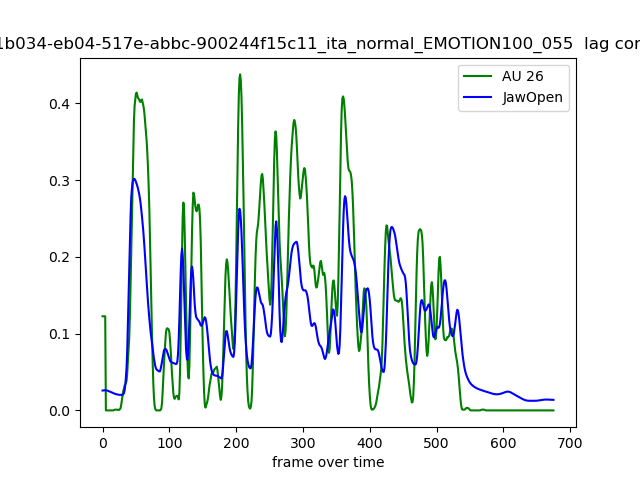 1b034-eb04-517e-abbc-900244f15c11_ita_normal_EMOTION100_055 lag cor
AU 26
JawOpen
0.4
0.3
0.2
0.1
0.0
0 100 200 300 400 500 600 700
frame over time